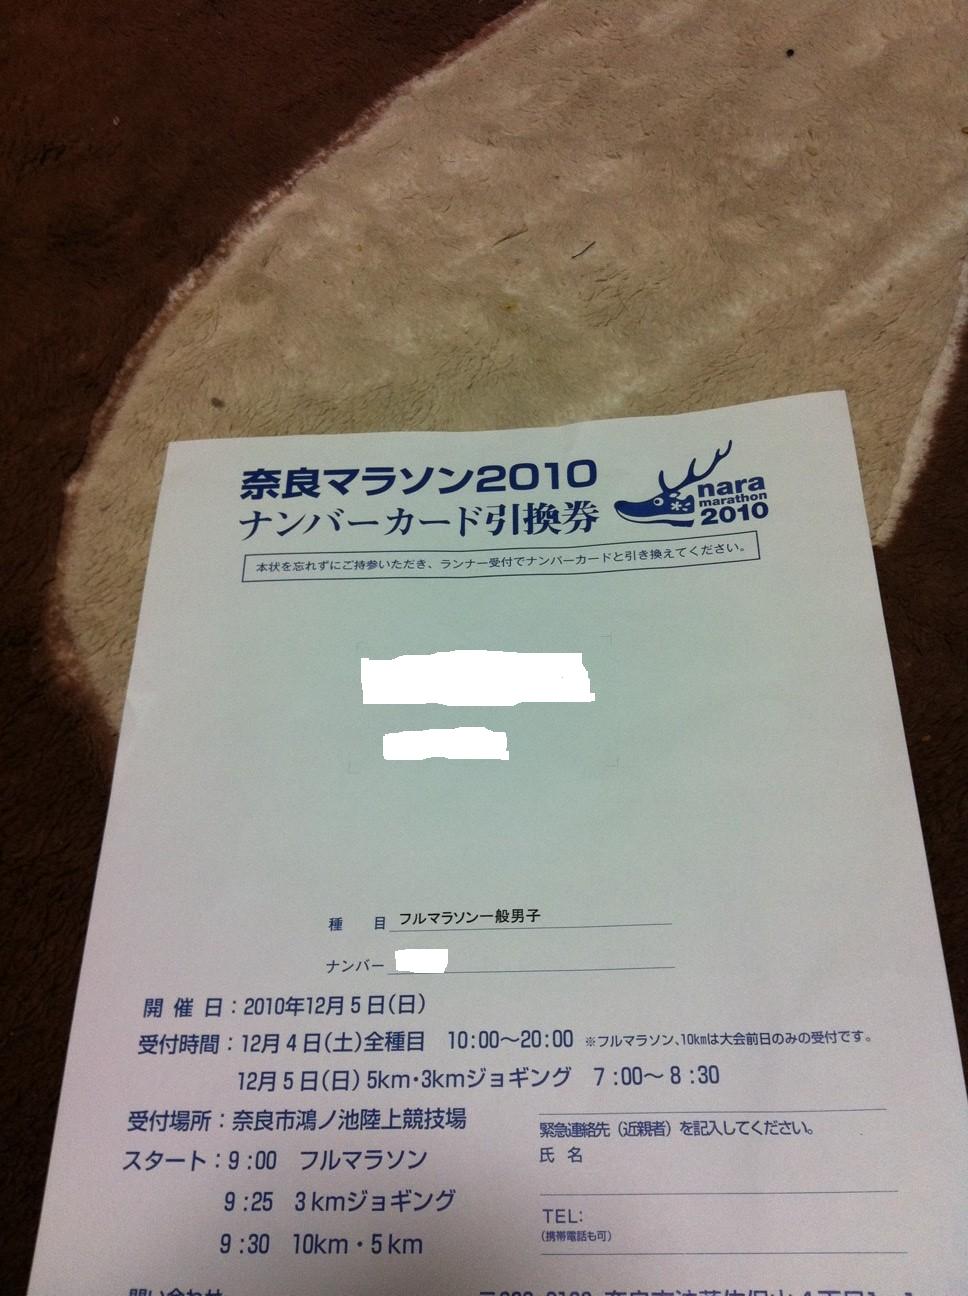 奈良マラソン2010
ナンバーカード引換券
nara
marathon
2010
本状を忘れずにご持参いただき、ランナー受付でナンバーカードと引き換えてください。
種 目 フルマラソン一般男子
ナンバー
開 催 日：2010年12月5日(日)
受付時間：12月4日(土)全種目 10:00〜20:00 ※フルマラソン、10kmは大会前日のみの受付です。
12月5日(日)5km･3kmジョギング 7:00〜8:30
受付場所：奈良市鴻ノ池陸上競技場
スタート：9:00 フルマラソン
9:25 3kmジョギング
9:30 10km・5km
緊急連絡先（近親者）を記入してください。
氏 名
TEL:
(携帯電話も可)
問い合わせ